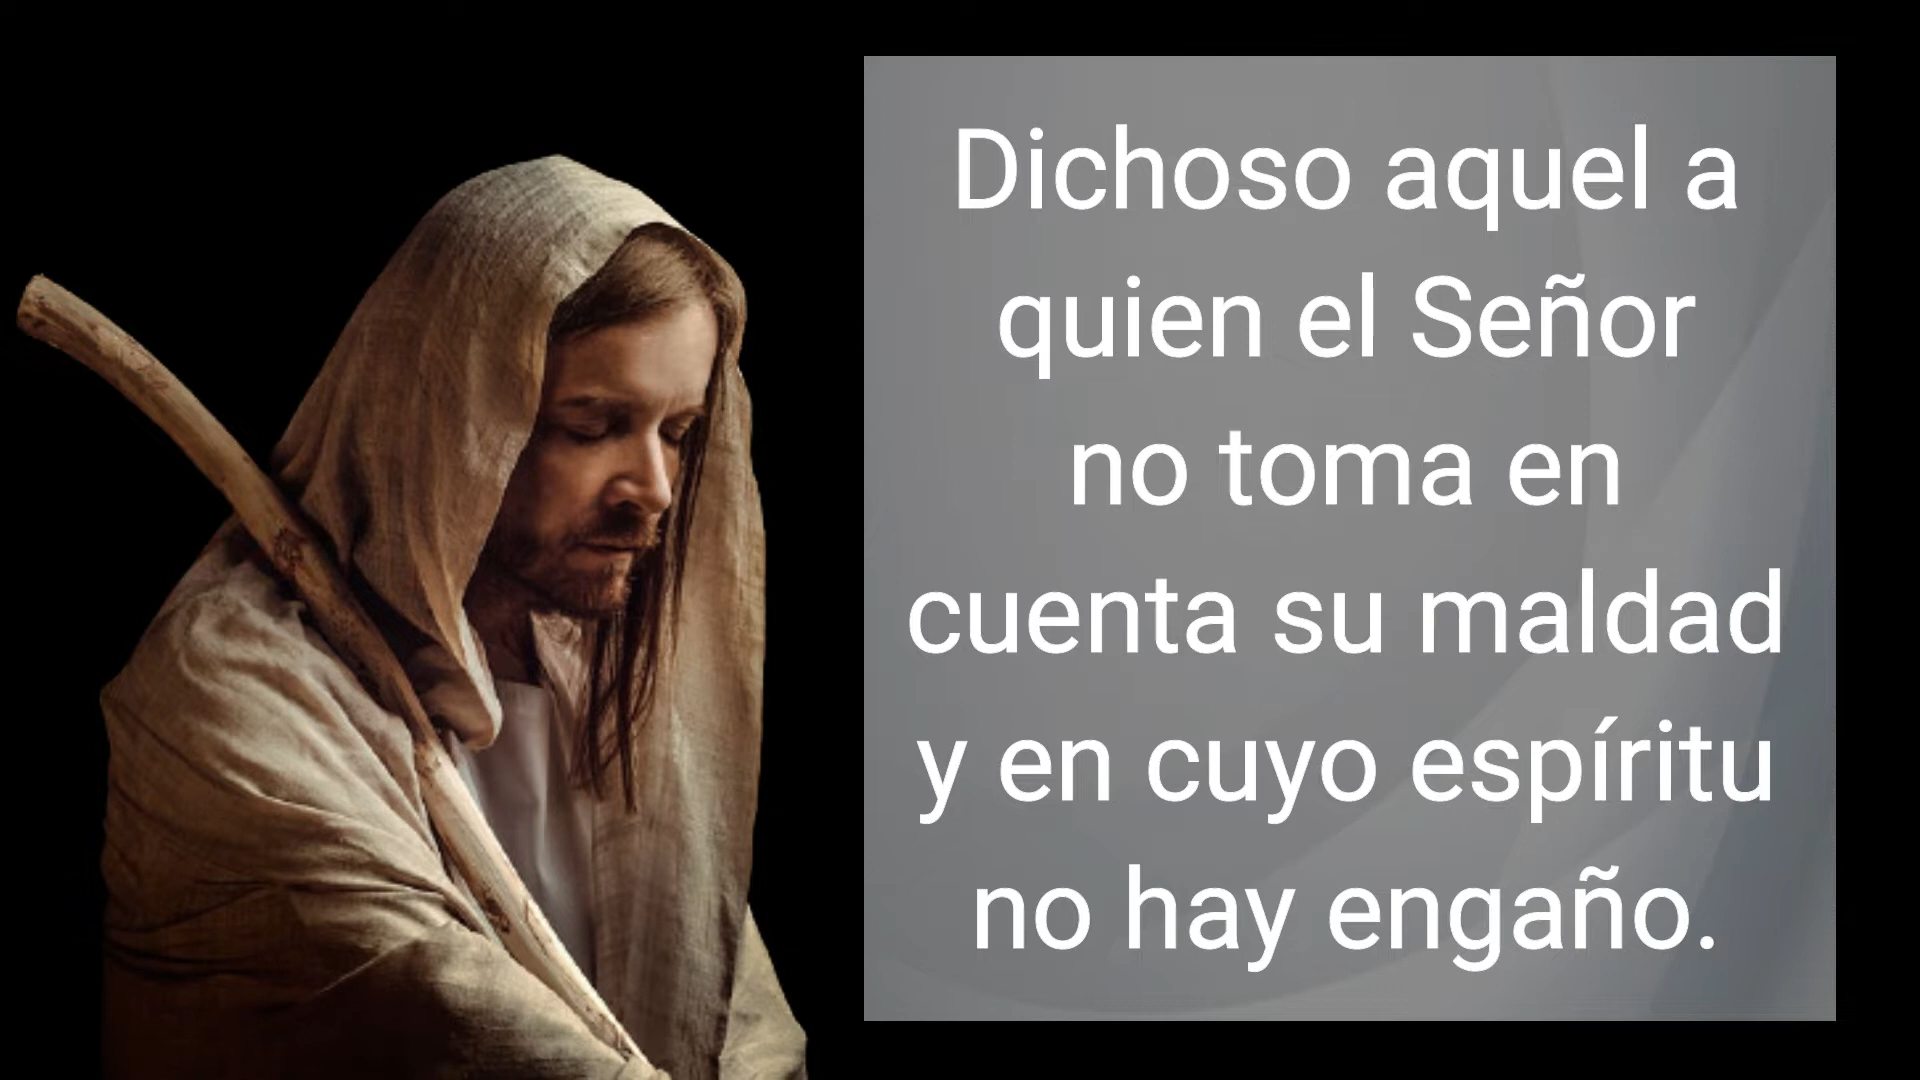 Dichoso aquel a
quien el Señor
no toma en
cuenta su maldad
y en cuyo espíritu
no hay engaño.